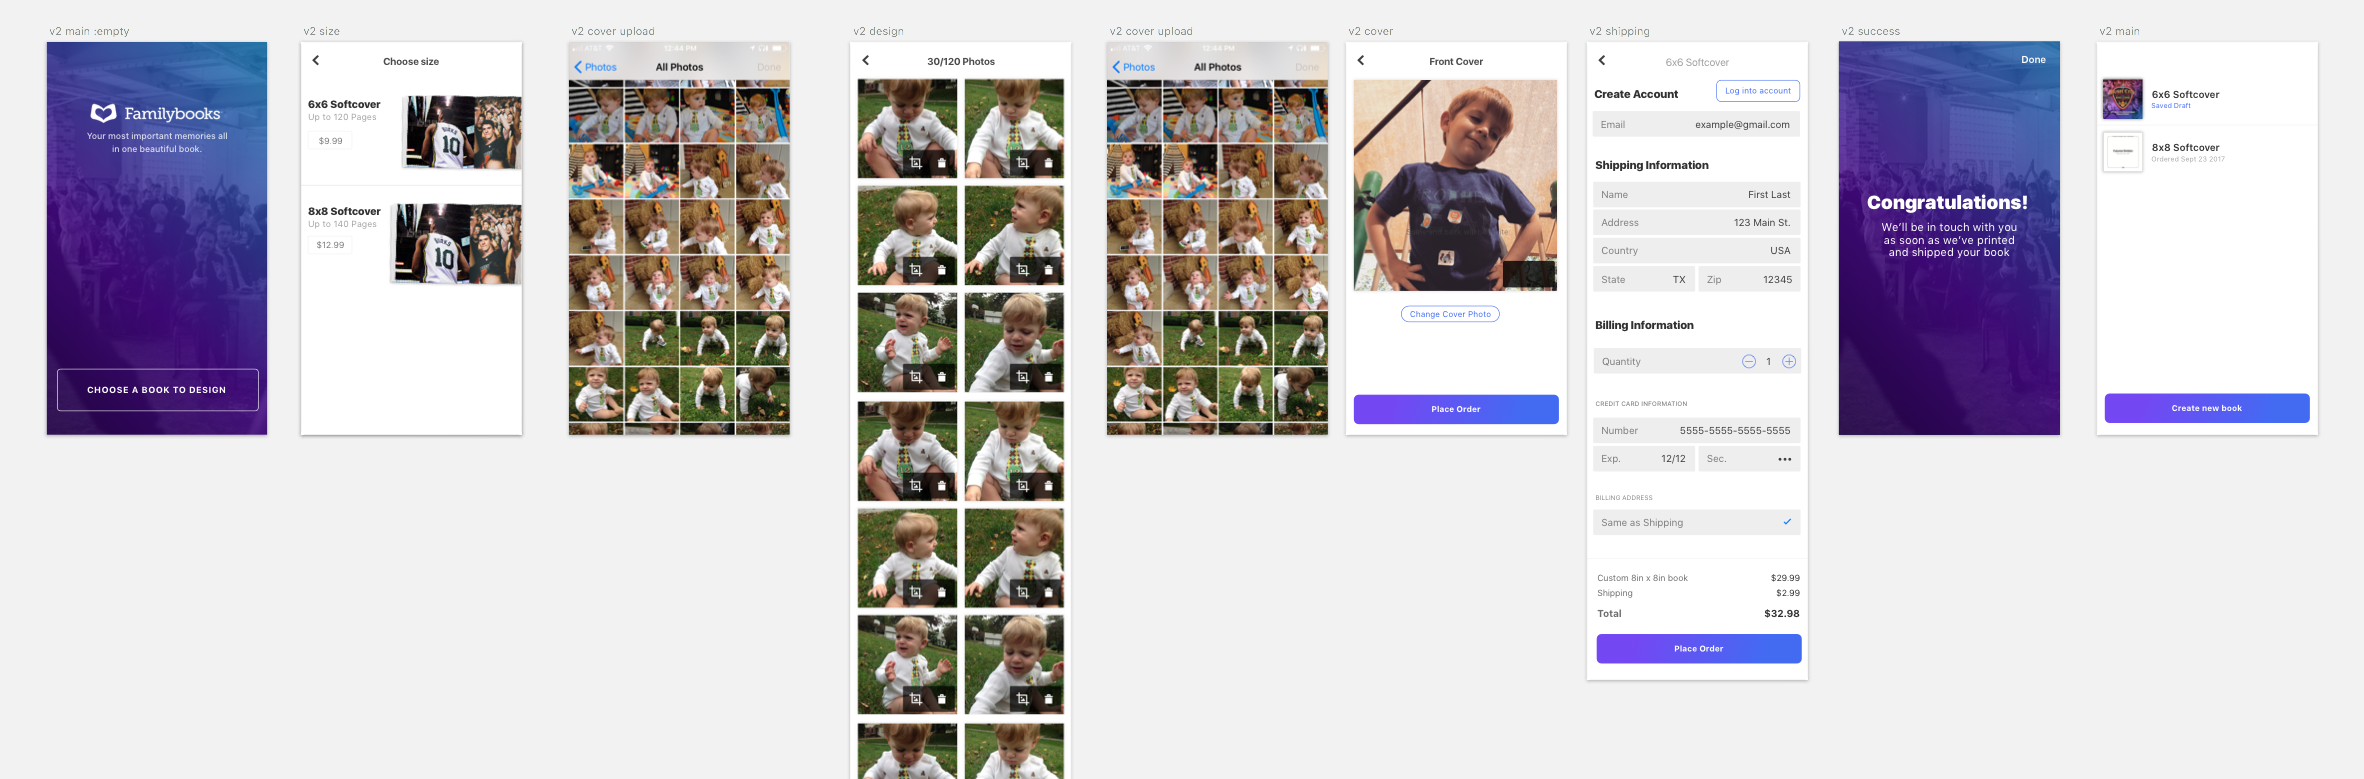 v2 main :empty
Familybooks
Your most important memories all
in one beautiful book.
CHOOSE A BOOK TO DESIGN
v2 size
Choose size
6x6 Softcover
Up to 120 Pages
$9.99
8x8 Softcover
Up to 140 Pages
$12.99
v2 cover upload
AT&T
12:44 PM
Photos
All Photos
Done
v2 design
30/120 Photos
v2 cover upload
AT&T
12:44 PM
Photos
All Photos
Done
v2 cover
Front Cover
Change Cover Photo
Place Order
v2 shipping
6x6 Softcover
Create Account
Log into account
Email example@gmail.com
Shipping Information
Name First Last
Address 123 Main St.
Country USA
State TX Zip 12345
Billing Information
Quantity 1
CREDIT CARD INFORMATION
Number 5555-5555-5555-5555
Exp. 12/12 Sec. •••
BILLING ADDRESS
Same as Shipping
Custom 8in x 8in book $29.99
Shipping $2.99
Total $32.98
Place Order
v2 success
Done
Congratulations!
We'll be in touch with you
as soon as we've printed
and shipped your book
v2 main
6x6 Softcover
Saved Draft
8x8 Softcover
Ordered Sept 23 2017
Create new book